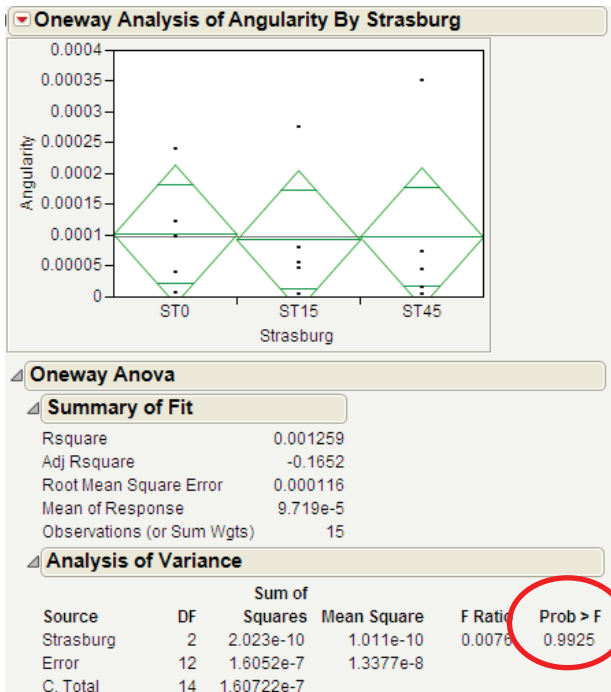 Oneway Analysis of Angularity By Strasburg
0.0004
0.00035
0.0003
0.00025
0.0002
0.00015
0.0001
0.00005
0
Angularity
ST0 ST15 ST45
Strasburg
Oneway Anova
Summary of Fit
Rsquare 0.001259
Adj Rsquare -0.1652
Root Mean Square Error 0.000116
Mean of Response 9.719e-5
Observations (or Sum Wgts) 15
Analysis of Variance
Sum of
Source DF Squares Mean Square F Ratio Prob > F
Strasburg 2 2.023e-10 1.011e-10 0.0076 0.9925
Error 12 1.6052e-7 1.3377e-8
C. Total 14 1.60722e-7